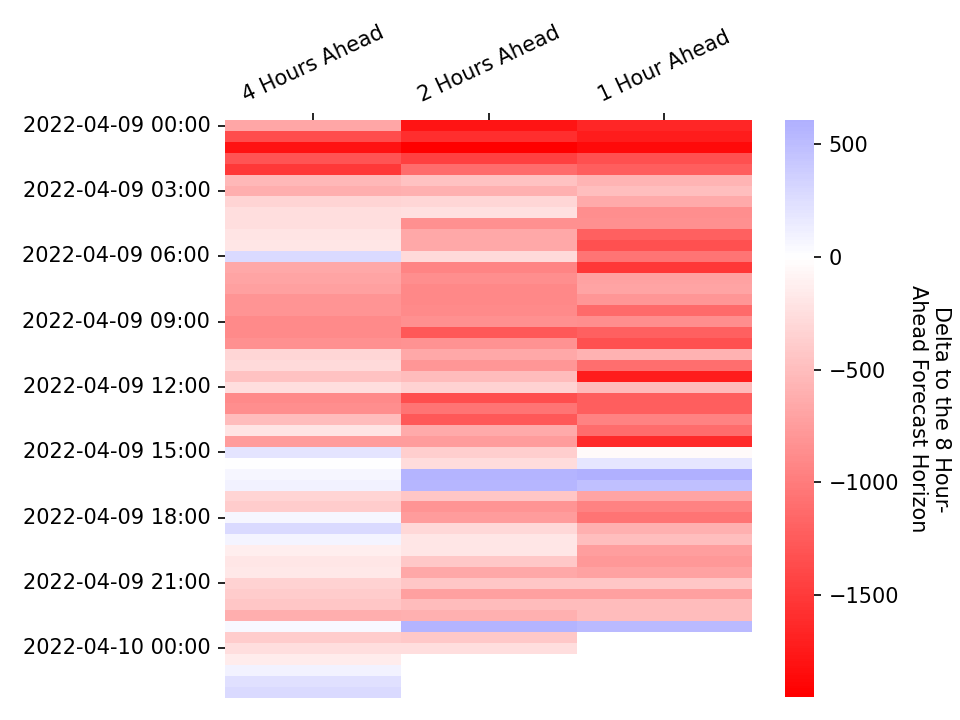 4 Hours Ahead
2 Hours Ahead
1 Hour Ahead
2022-04-09 00:00
2022-04-09 03:00
2022-04-09 06:00
2022-04-09 09:00
2022-04-09 12:00
2022-04-09 15:00
2022-04-09 18:00
2022-04-09 21:00
2022-04-10 00:00
500
0
−500
−1000
−1500
Delta to the 8 Hour-
Ahead Forecast Horizon